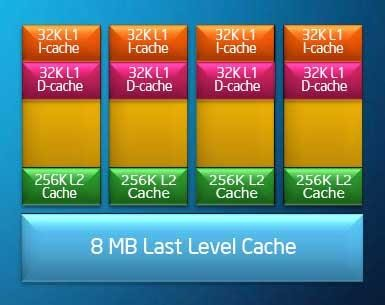 32K L1
I-cache
32K L1
I-cache
32K L1
I-cache
32K L1
I-cache
32K L1
D-cache
32K L1
D-cache
32K L1
D-cache
32K L1
D-cache
256K L2
Cache
256K L2
Cache
256K L2
Cache
256K L2
Cache
8 MB Last Level Cache